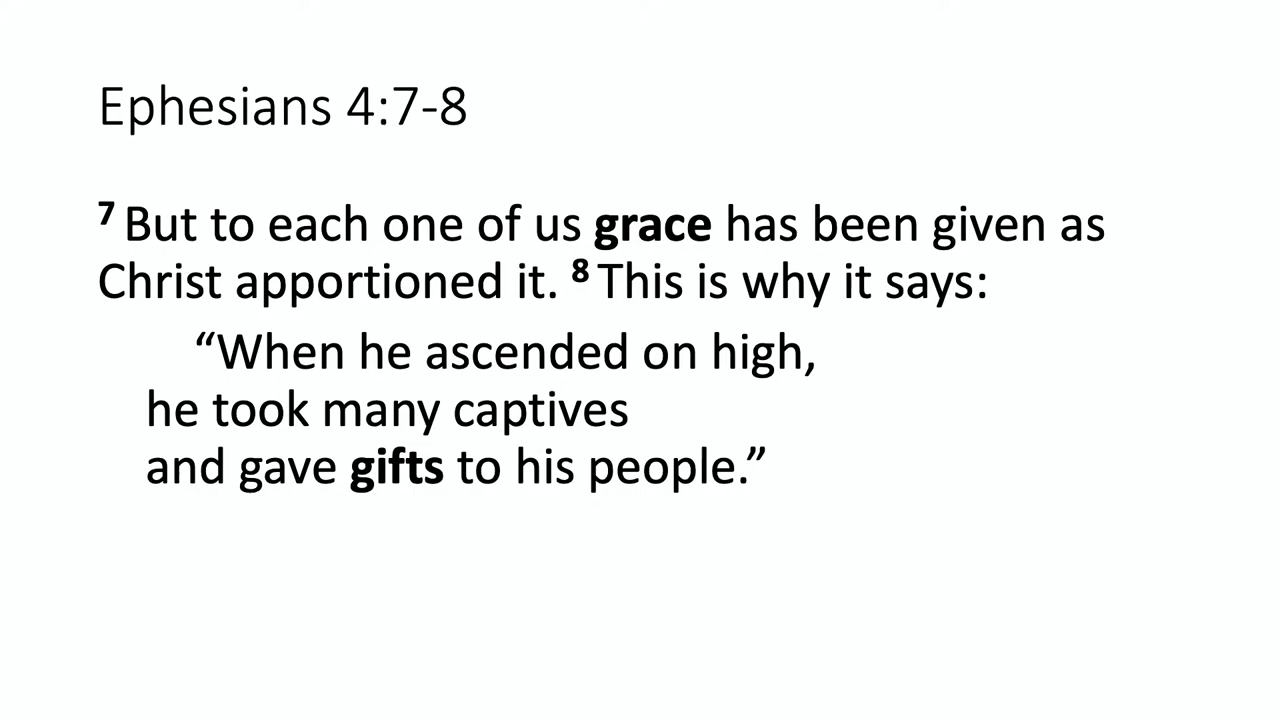 Ephesians 4:7-8
7 But to each one of us grace has been given as
Christ apportioned it. 8 This is why it says:
“When he ascended on high,
he took many captives
and gave gifts to his people.”